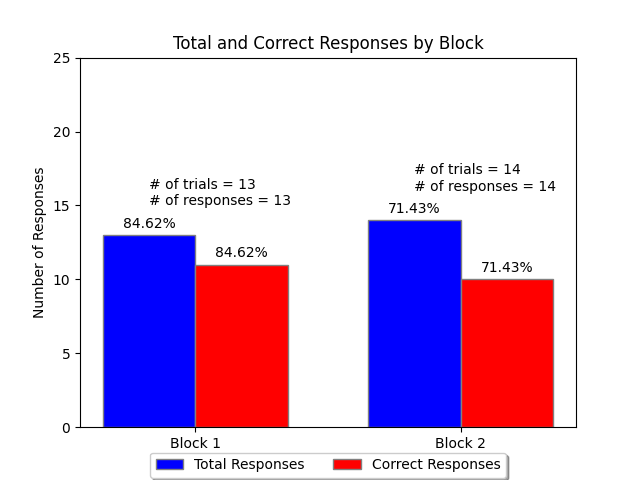 Total and Correct Responses by Block
Number of Responses
25
20
15
10
5
0
# of trials = 13
# of responses = 13
84.62%
84.62%
# of trials = 14
# of responses = 14
71.43%
71.43%
Block 1
Block 2
Total Responses
Correct Responses